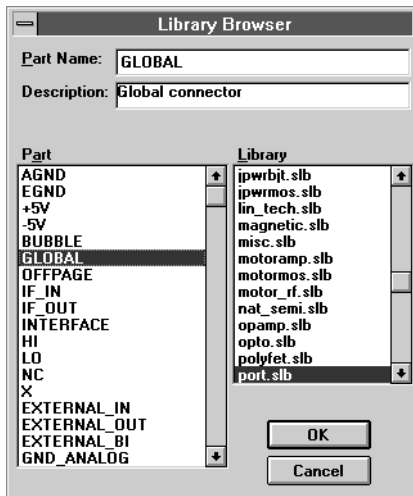 Library Browser
Part Name: GLOBAL
Description: Global connector
Part
AGND
EGND
+5V
-5V
BUBBLE
GLOBAL
OFFPAGE
IF_IN
IF_OUT
INTERFACE
HI
LO
NC
X
EXTERNAL_IN
EXTERNAL_OUT
EXTERNAL_BI
GND_ANALOG
Library
jpwrbjt.slb
jpwrmos.slb
lin_tech.slb
magnetic.slb
misc.slb
motoramp.slb
motormos.slb
motor_rf.slb
nat_semi.slb
opamp.slb
opto.slb
polyfet.slb
port.slb
OK
Cancel